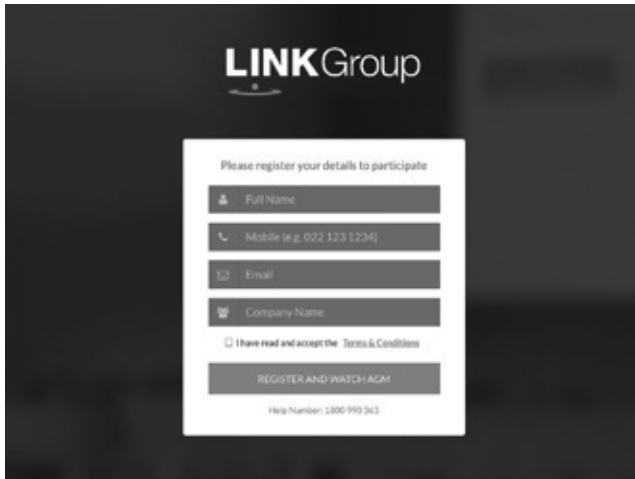 LINKGroup
Please register your details to participate
Full Name
Mobile (e.g. 022 123 1234)
Email
Company Name
I have read and accept the Terms & Conditions
REGISTER AND WATCH AGM
Help Number: 1800 990 363